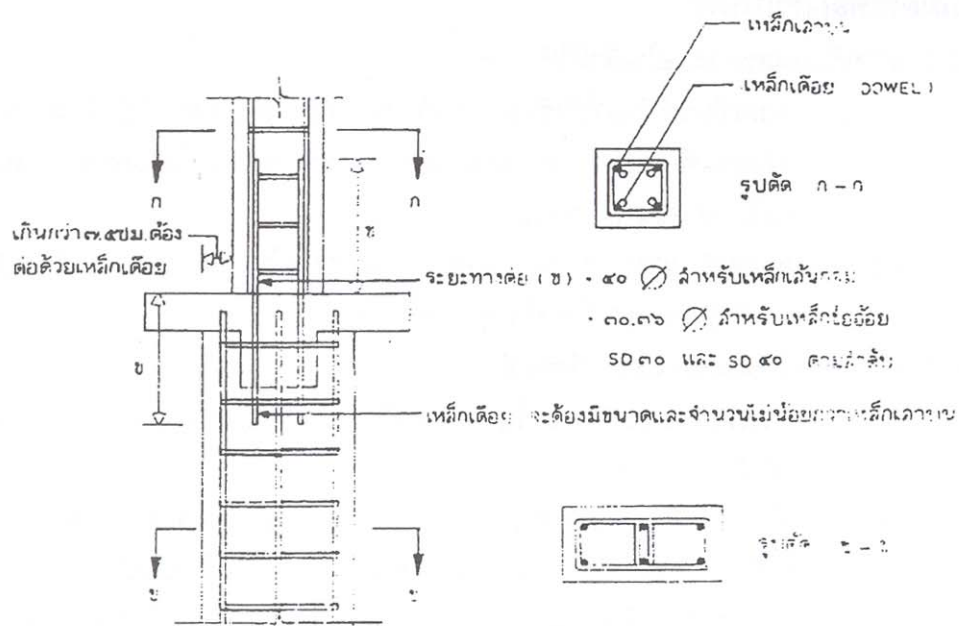 เหล็กเสาบน
เหล็กเดือย (DOWEL)
รูปตัด ก - ก
ก
ก
ข
เกินกว่า ๗.๕ซม.ต้อง
ต่อด้วยเหล็กเดือย
ระยะทางต่อ (ข) - ๔๐ ∅ สำหรับเหล็กเส้นกลม
- ๓๐,๓๖ ∅ สำหรับเหล็กข้ออ้อย
SD ๓๐ และ SD ๔๐ ตามลำดับ
ข
เหล็กเดือย จะต้องมีขนาดและจำนวนไม่น้อยกว่าเหล็กเสาบน
รูปตัด ข - ข
ข
ข